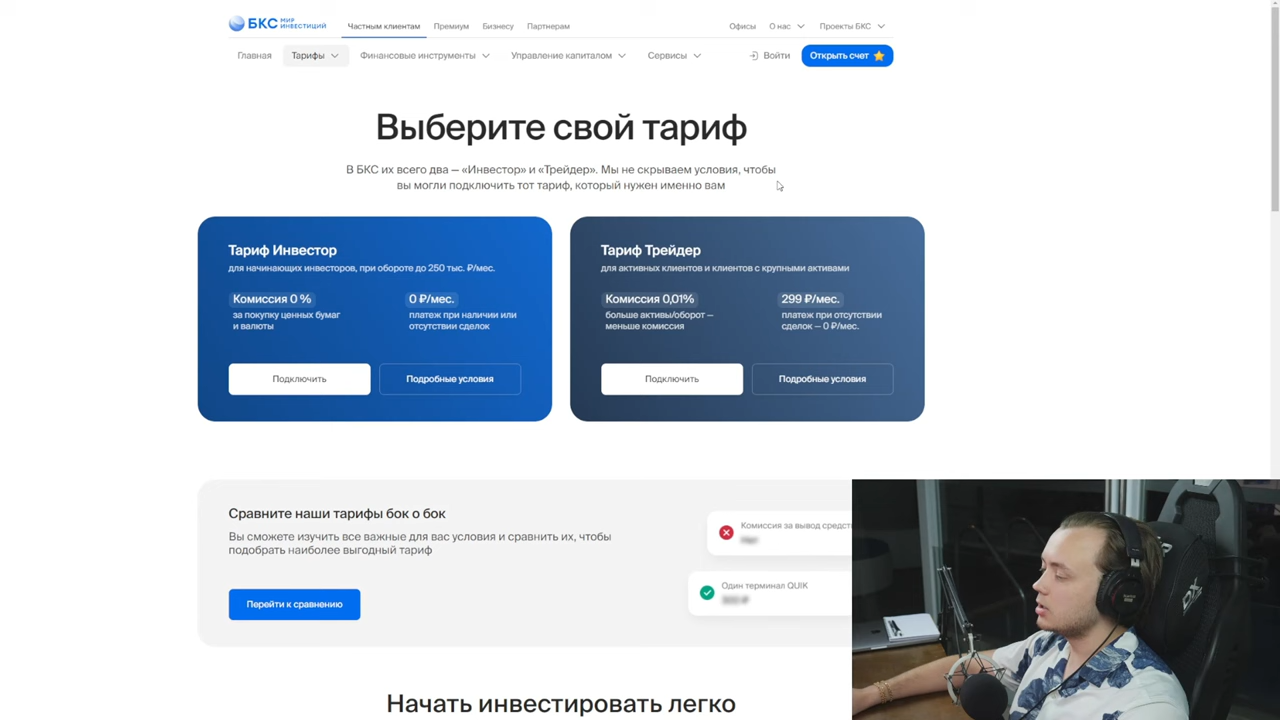 БКС МИР ИНВЕСТИЦИЙ
Частным клиентам Премиум Бизнесу Партнерам Офисы О нас Проекты БКС
Главная Тарифы Финансовые инструменты Управление капиталом Сервисы Войти Открыть счет
Выберите свой тариф
В БКС их всего два — «Инвестор» и «Трейдер». Мы не скрываем условия, чтобы
вы могли подключить тот тариф, который нужен именно вам
Тариф Инвестор
для начинающих инвесторов, при обороте до 250 тыс. ₽/мес.
Комиссия 0 %
за покупку ценных бумаг
и валюты
0 ₽/мес.
платеж при наличии или
отсутствии сделок
Подключить
Подробные условия
Тариф Трейдер
для активных клиентов и клиентов с крупными активами
Комиссия 0,01%
больше активы/оборот —
меньше комиссия
299 ₽/мес.
платеж при отсутствии
сделок — 0 ₽/мес.
Подключить
Подробные условия
Сравните наши тарифы бок о бок
Вы сможете изучить все важные для вас условия и сравнить их, чтобы
подобрать наиболее выгодный тариф
Перейти к сравнению
Комиссия за вывод средст
Один терминал QUIK
Начать инвестировать легко